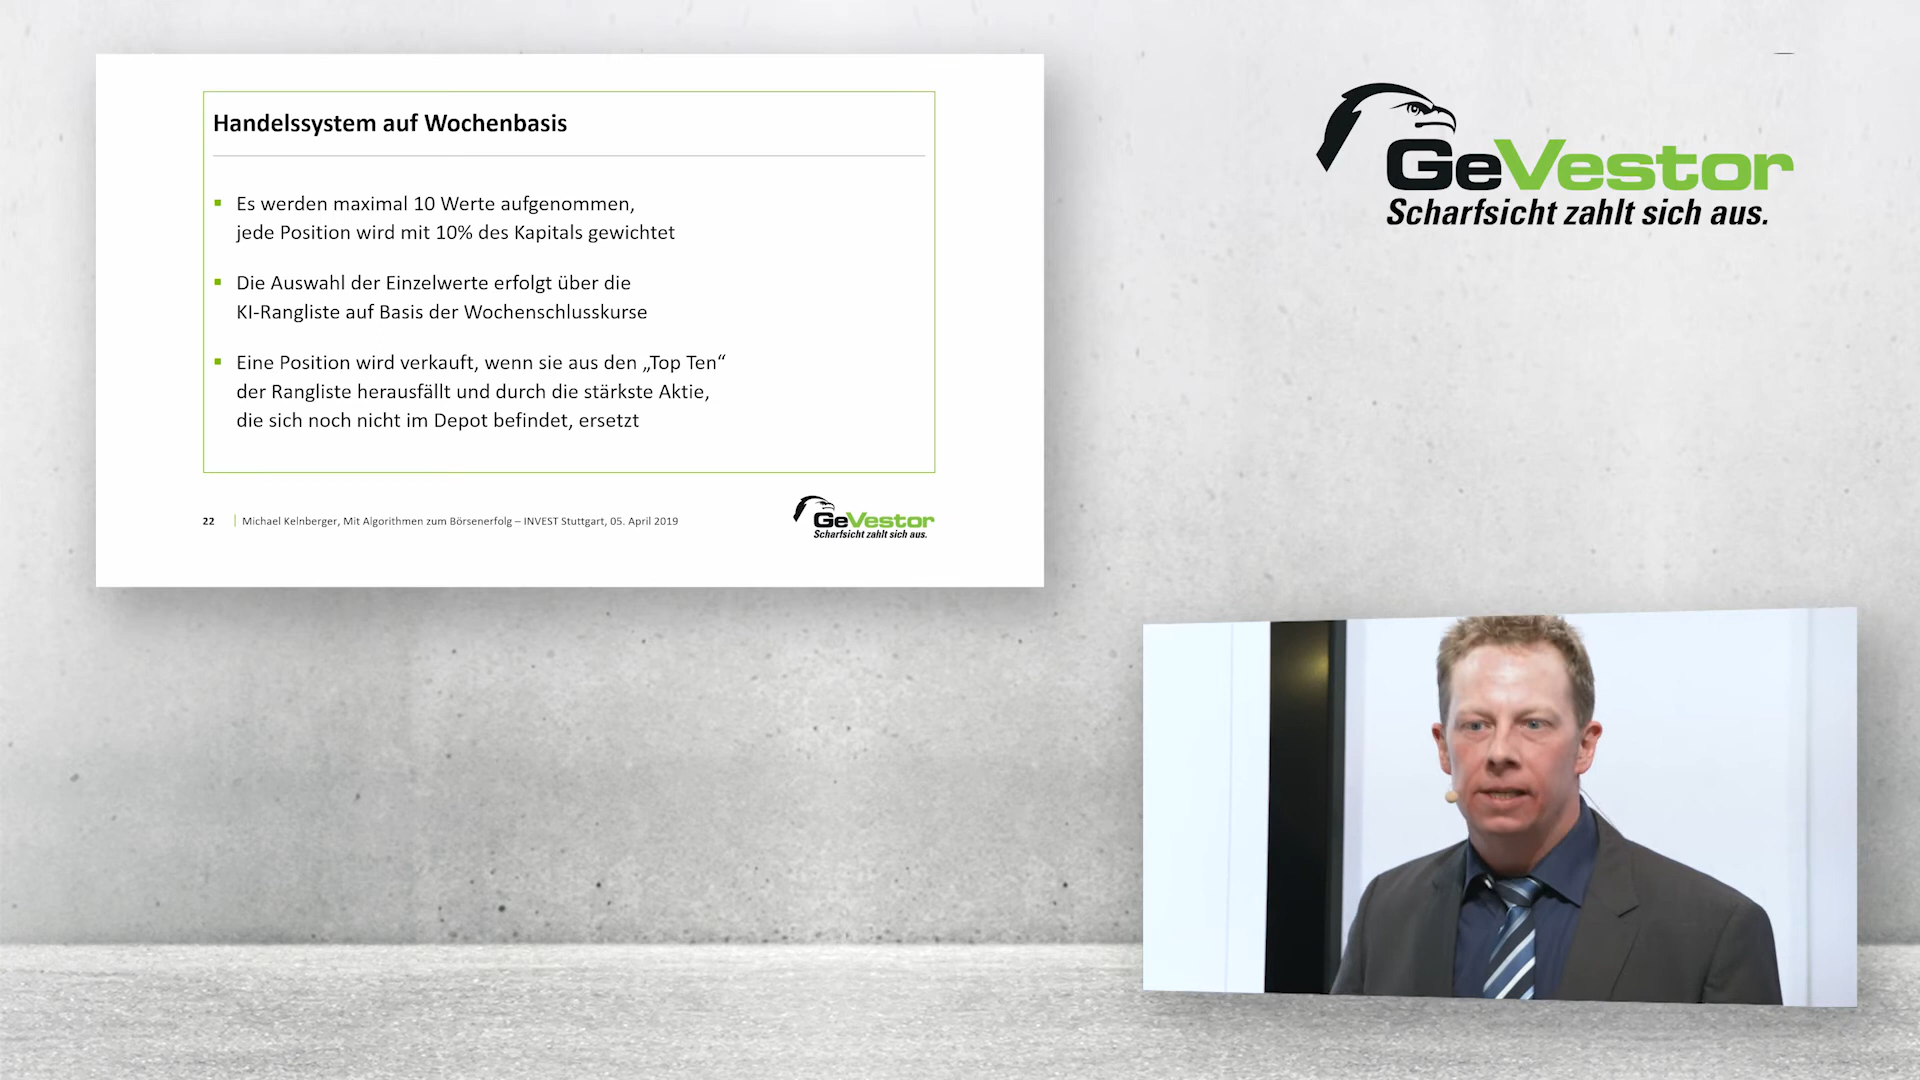 Handelssystem auf Wochenbasis
Es werden maximal 10 Werte aufgenommen,
jede Position wird mit 10% des Kapitals gewichtet
Die Auswahl der Einzelwerte erfolgt über die
KI-Rangliste auf Basis der Wochenschlusskurse
Eine Position wird verkauft, wenn sie aus den „Top Ten“
der Rangliste herausfällt und durch die stärkste Aktie,
die sich noch nicht im Depot befindet, ersetzt
22 | Michael Kelnberger, Mit Algorithmen zum Börsenerfolg – INVEST Stuttgart, 05. April 2019
GeVestor
Scharfsicht zahlt sich aus.
GeVestor
Scharfsicht zahlt sich aus.